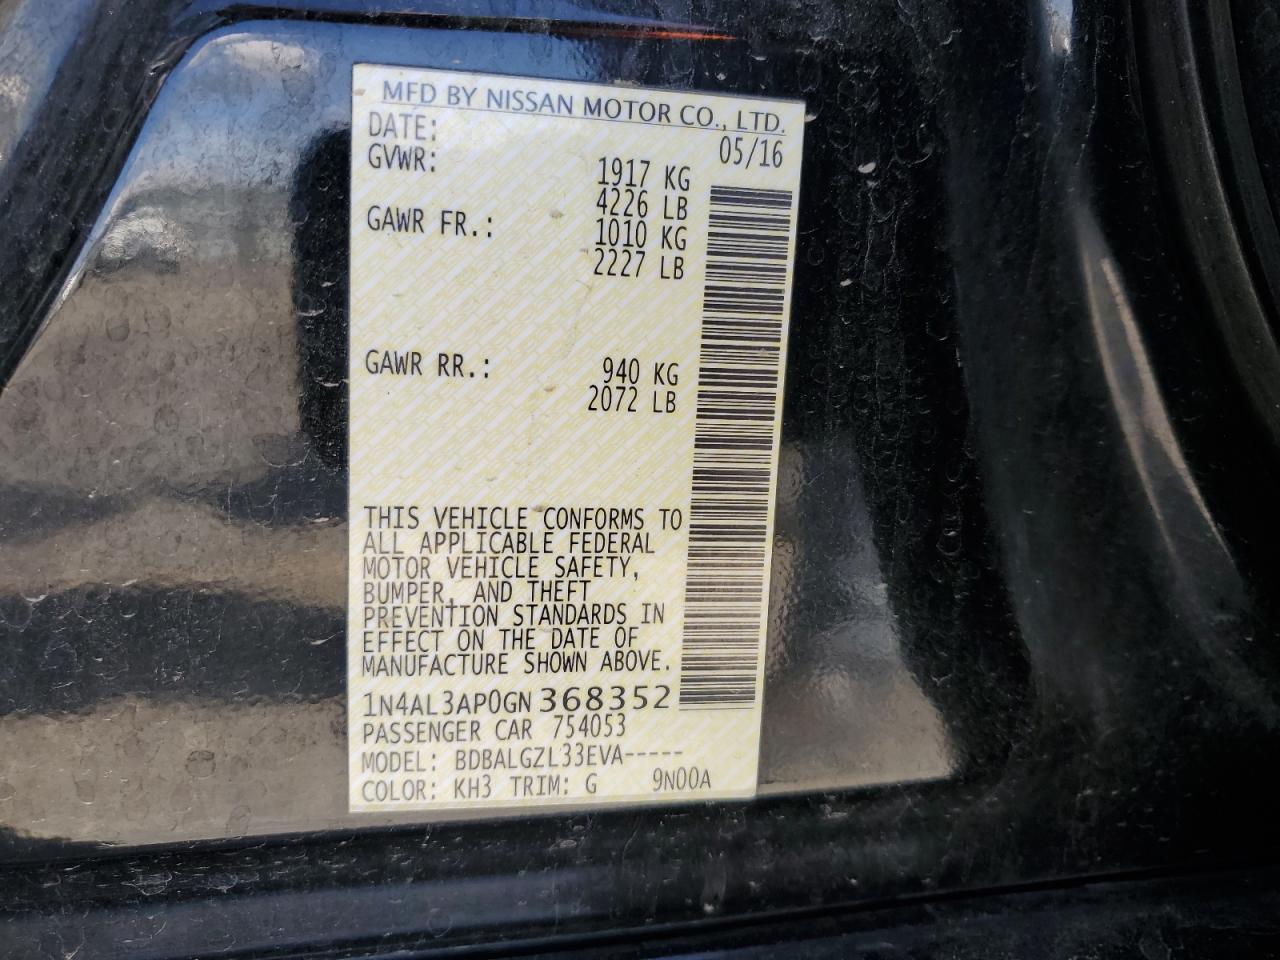 MFD BY NISSAN MOTOR CO., LTD.
DATE: 05/16
GVWR: 1917 KG
4226 LB
GAWR FR.: 1010 KG
2227 LB
GAWR RR.: 940 KG
2072 LB
THIS VEHICLE CONFORMS TO
ALL APPLICABLE FEDERAL
MOTOR VEHICLE SAFETY,
BUMPER, AND THEFT
PREVENTION STANDARDS IN
EFFECT ON THE DATE OF
MANUFACTURE SHOWN ABOVE.
1N4AL3AP0GN368352
PASSENGER CAR 754053
MODEL: BDBALGZL33EVA-----
COLOR: KH3 TRIM: G 9N00A